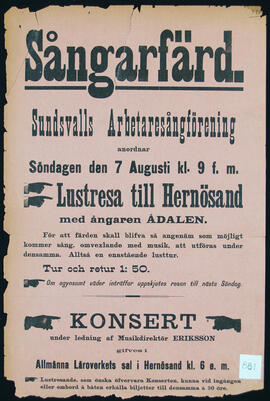 Sångarfärd.
Sundsvalls Arbetaresångförening
anordnar
Söndagen den 7 Augusti kl. 9 f. m.
Lustresa till Hernösand
med ångaren ÅDALEN.
För att färden skall blifva så angenäm som möjligt
kommer sång, omvexlande med musik, att utföras under
densamma. Alltså en enastående lusttur.
Tur och retur 1: 50.
Om ogynsamt väder inträffar uppskjutes resan till nästa Söndag.
KONSERT
under ledning af Musikdirektör ERIKSSON
gifves i
Allmänna Läroverkets sal i Hernösand kl. 6 e. m.
Lustresande, som önska öfvervara Konserten, kunna vid ingången
eller ombord å båten erhålla biljetter till densamma à 30 öre.